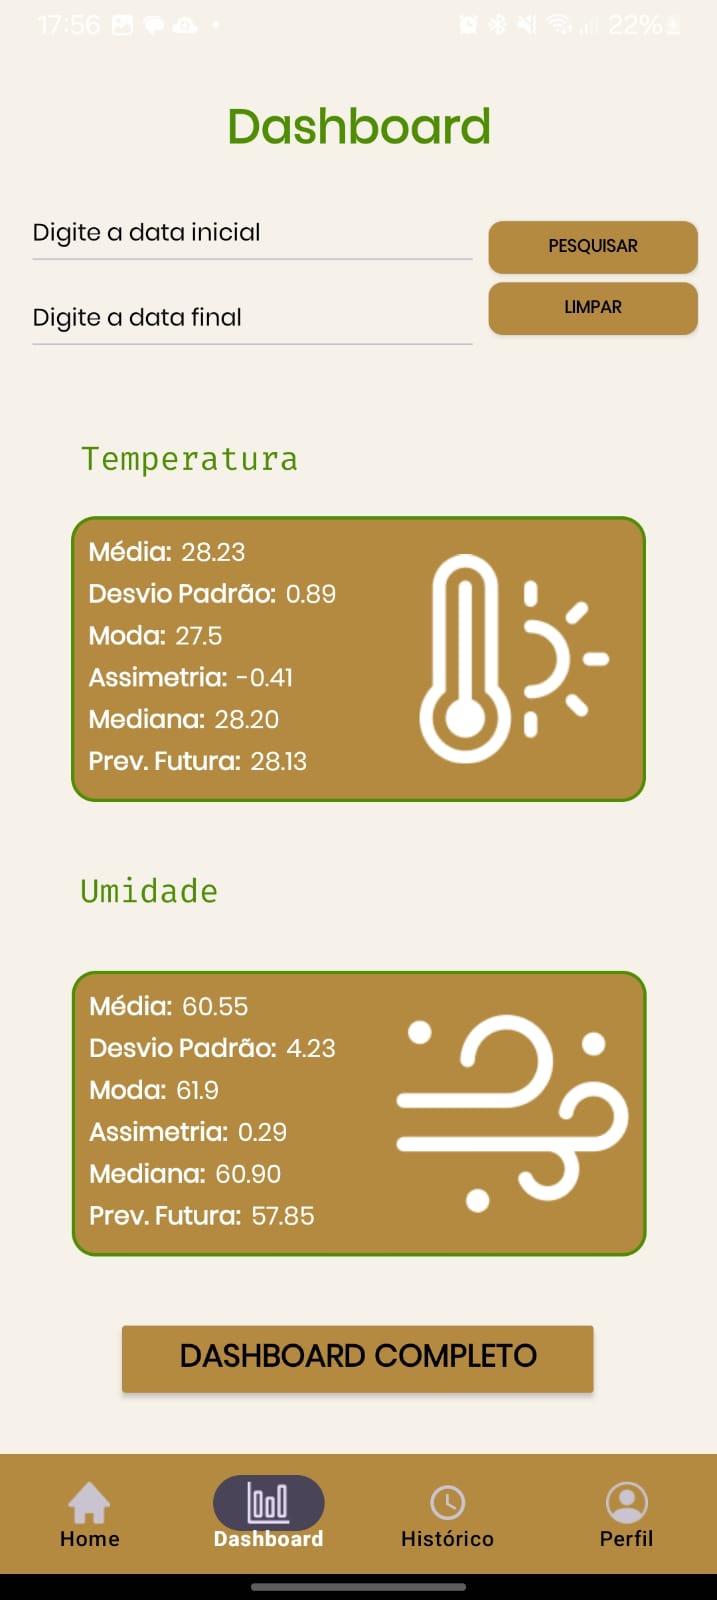 17:56
22%
Dashboard
Digite a data inicial
PESQUISAR
Digite a data final
LIMPAR
Temperatura
Média: 28.23
Desvio Padrão: 0.89
Moda: 27.5
Assimetria: -0.41
Mediana: 28.20
Prev. Futura: 28.13
Umidade
Média: 60.55
Desvio Padrão: 4.23
Moda: 61.9
Assimetria: 0.29
Mediana: 60.90
Prev. Futura: 57.85
DASHBOARD COMPLETO
Home
Dashboard
Histórico
Perfil